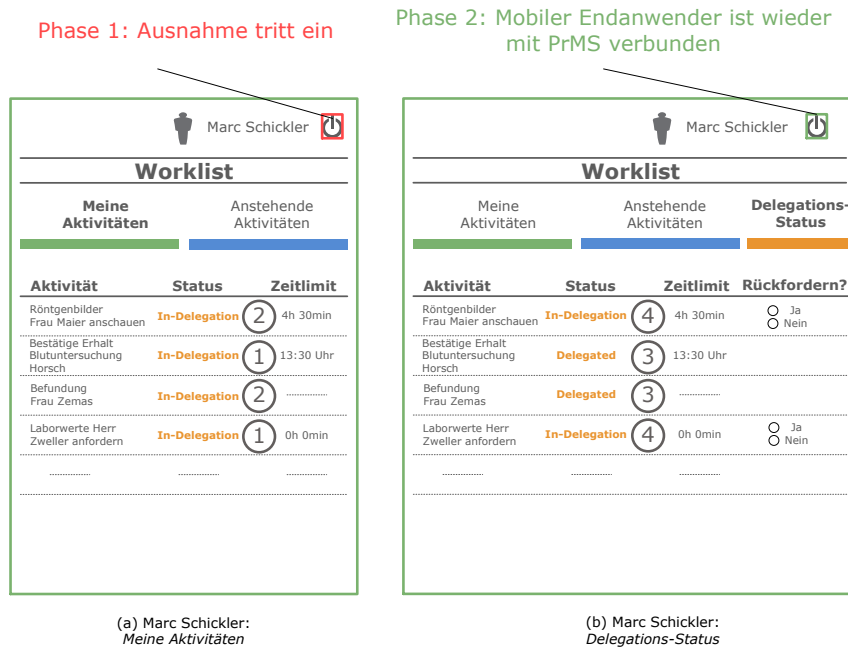 Phase 1: Ausnahme tritt ein
Phase 2: Mobiler Endanwender ist wieder
mit PrMS verbunden
Marc Schickler
Worklist
Meine
Aktivitäten
Anstehende
Aktivitäten
Aktivität Status Zeitlimit
Röntgenbilder
Frau Maier anschauen In-Delegation 2 4h 30min
Bestätige Erhalt
Blutuntersuchung In-Delegation 1 13:30 Uhr
Horsch
Befundung
Frau Zemas In-Delegation 2
Laborwerte Herr
Zweller anfordern In-Delegation 1 0h 0min
(a) Marc Schickler:
Meine Aktivitäten
Marc Schickler
Worklist
Meine
Aktivitäten
Anstehende
Aktivitäten
Delegations-
Status
Aktivität Status Zeitlimit Rückfordern?
Röntgenbilder
Frau Maier anschauen In-Delegation 4 4h 30min
Ja
Nein
Bestätige Erhalt
Blutuntersuchung Delegated 3 13:30 Uhr
Horsch
Befundung
Frau Zemas Delegated 3
Laborwerte Herr
Zweller anfordern In-Delegation 4 0h 0min
Ja
Nein
(b) Marc Schickler:
Delegations-Status